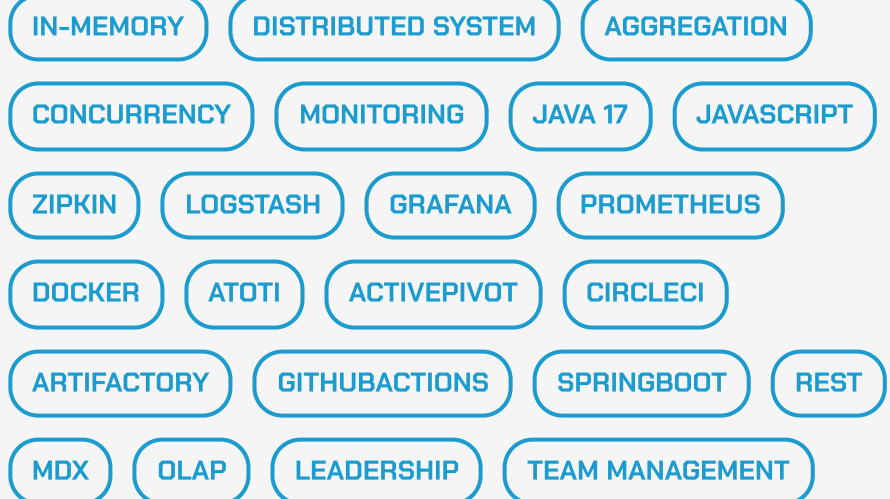 IN-MEMORY DISTRIBUTED SYSTEM AGGREGATION
CONCURRENCY MONITORING JAVA 17 JAVASCRIPT
ZIPKIN LOGSTASH GRAFANA PROMETHEUS
DOCKER ATOTI ACTIVEPIVOT CIRCLECI
ARTIFACTORY GITHUBACTIONS SPRINGBOOT REST
MDX OLAP LEADERSHIP TEAM MANAGEMENT